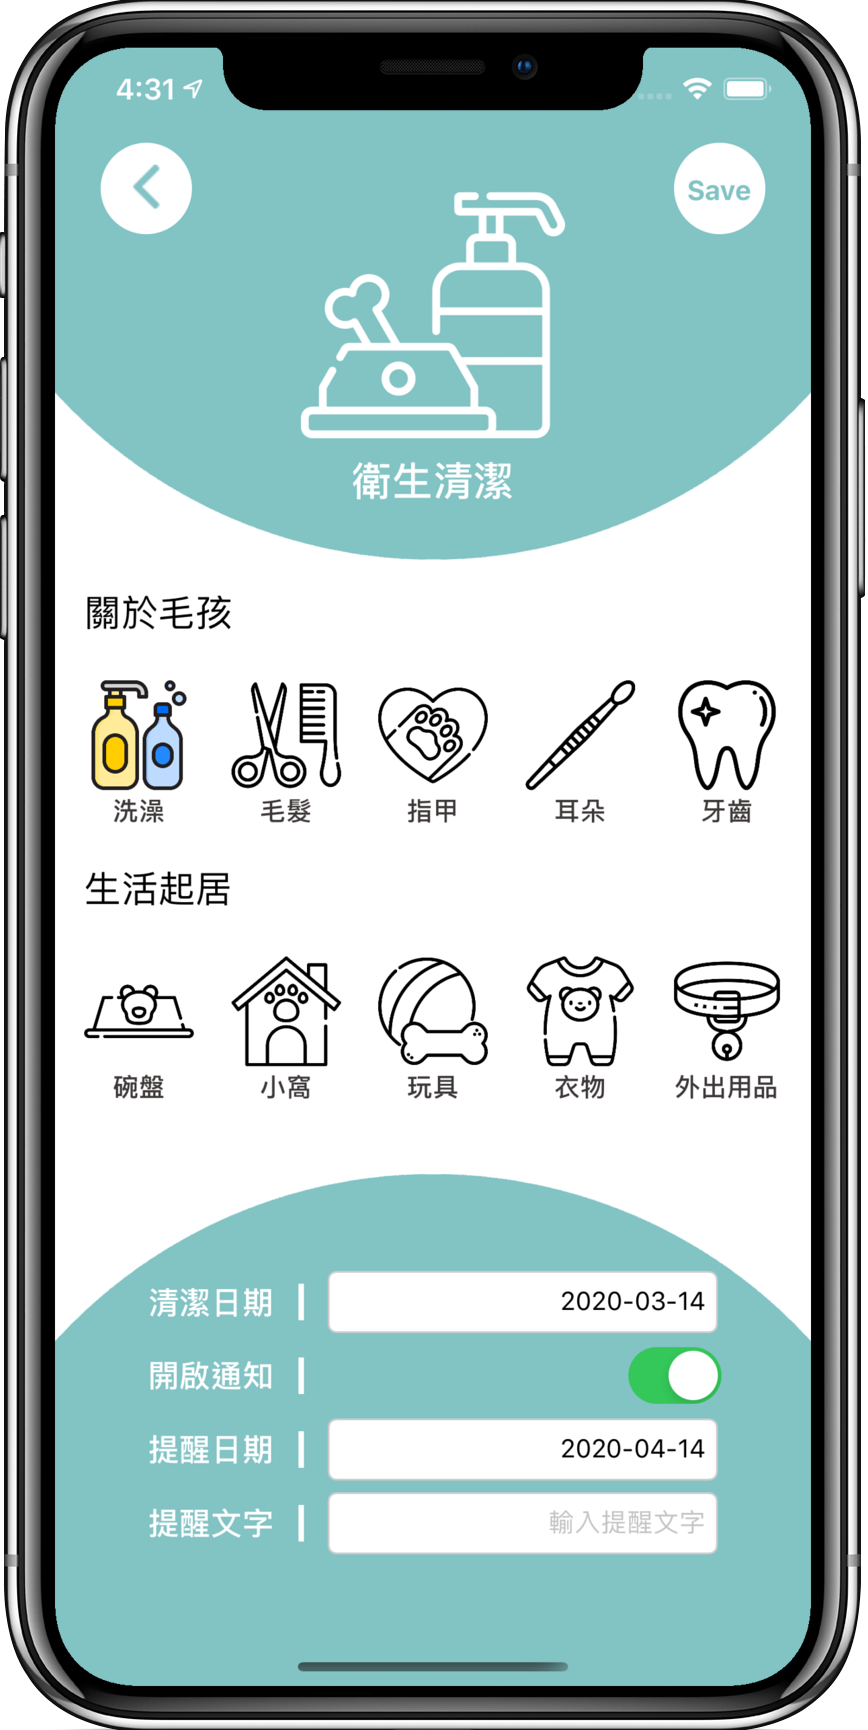 4:31
Save
衛生清潔
關於毛孩
洗澡 毛髮 指甲 耳朵 牙齒
生活起居
碗盤 小窩 玩具 衣物 外出用品
清潔日期 2020-03-14
開啟通知
提醒日期 2020-04-14
提醒文字 輸入提醒文字